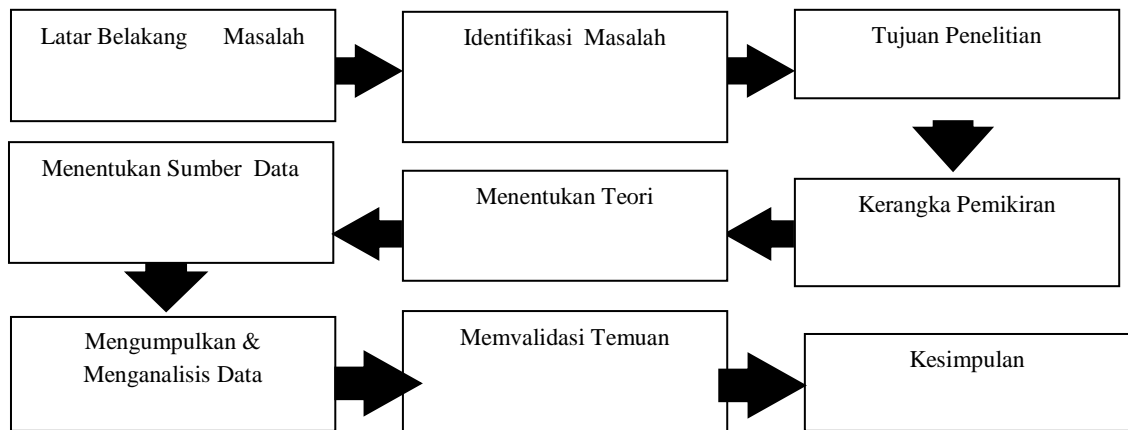 Latar Belakang Masalah
Identifikasi Masalah
Tujuan Penelitian
Kerangka Pemikiran
Menentukan Teori
Menentukan Sumber Data
Mengumpulkan &
Menganalisis Data
Memvalidasi Temuan
Kesimpulan